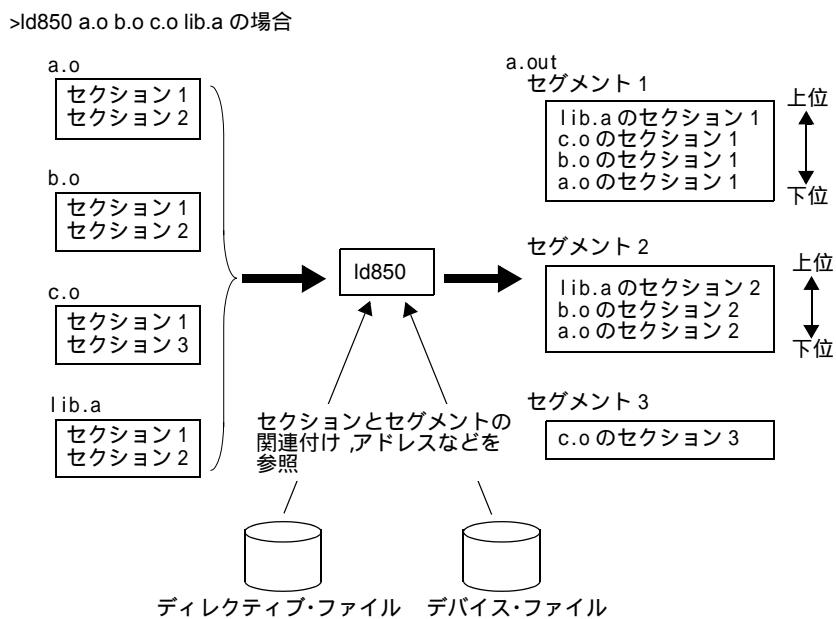 >ld850 a.o b.o c.o lib.a の場合
a.o
セクション 1
セクション 2
b.o
セクション 1
セクション 2
c.o
セクション 1
セクション 3
lib.a
セクション 1
セクション 2
ld850
セクションとセグメントの
関連付け ,アドレスなどを
参照
ディレクティブ・ファイル
デバイス・ファイル
a.out
セグメント 1
lib.a のセクション 1
c.o のセクション 1
b.o のセクション 1
a.o のセクション 1
上位
下位
セグメント 2
lib.a のセクション 2
b.o のセクション 2
a.o のセクション 2
上位
下位
セグメント 3
c.o のセクション 3